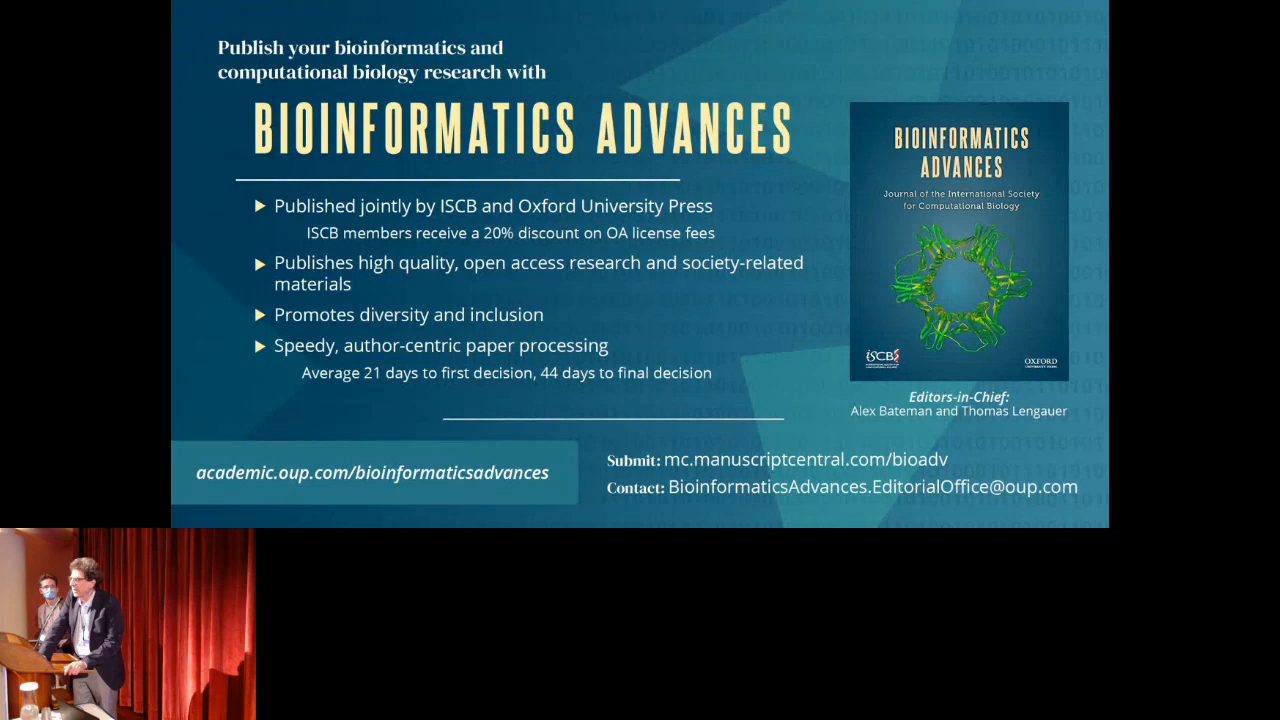 Publish your bioinformatics and
computational biology research with
BIOINFORMATICS ADVANCES
Published jointly by ISCB and Oxford University Press
ISCB members receive a 20% discount on OA license fees
Publishes high quality, open access research and society-related
materials
Promotes diversity and inclusion
Speedy, author-centric paper processing
Average 21 days to first decision, 44 days to final decision
BIOINFORMATICS
ADVANCES
Journal of the International Society
for Computational Biology
ISCB
OXFORD
UNIVERSITY PRESS
Editors-in-Chief:
Alex Bateman and Thomas Lengauer
academic.oup.com/bioinformaticsadvances
Submit: mc.manuscriptcentral.com/bioadv
Contact: BioinformaticsAdvances.EditorialOffice@oup.com